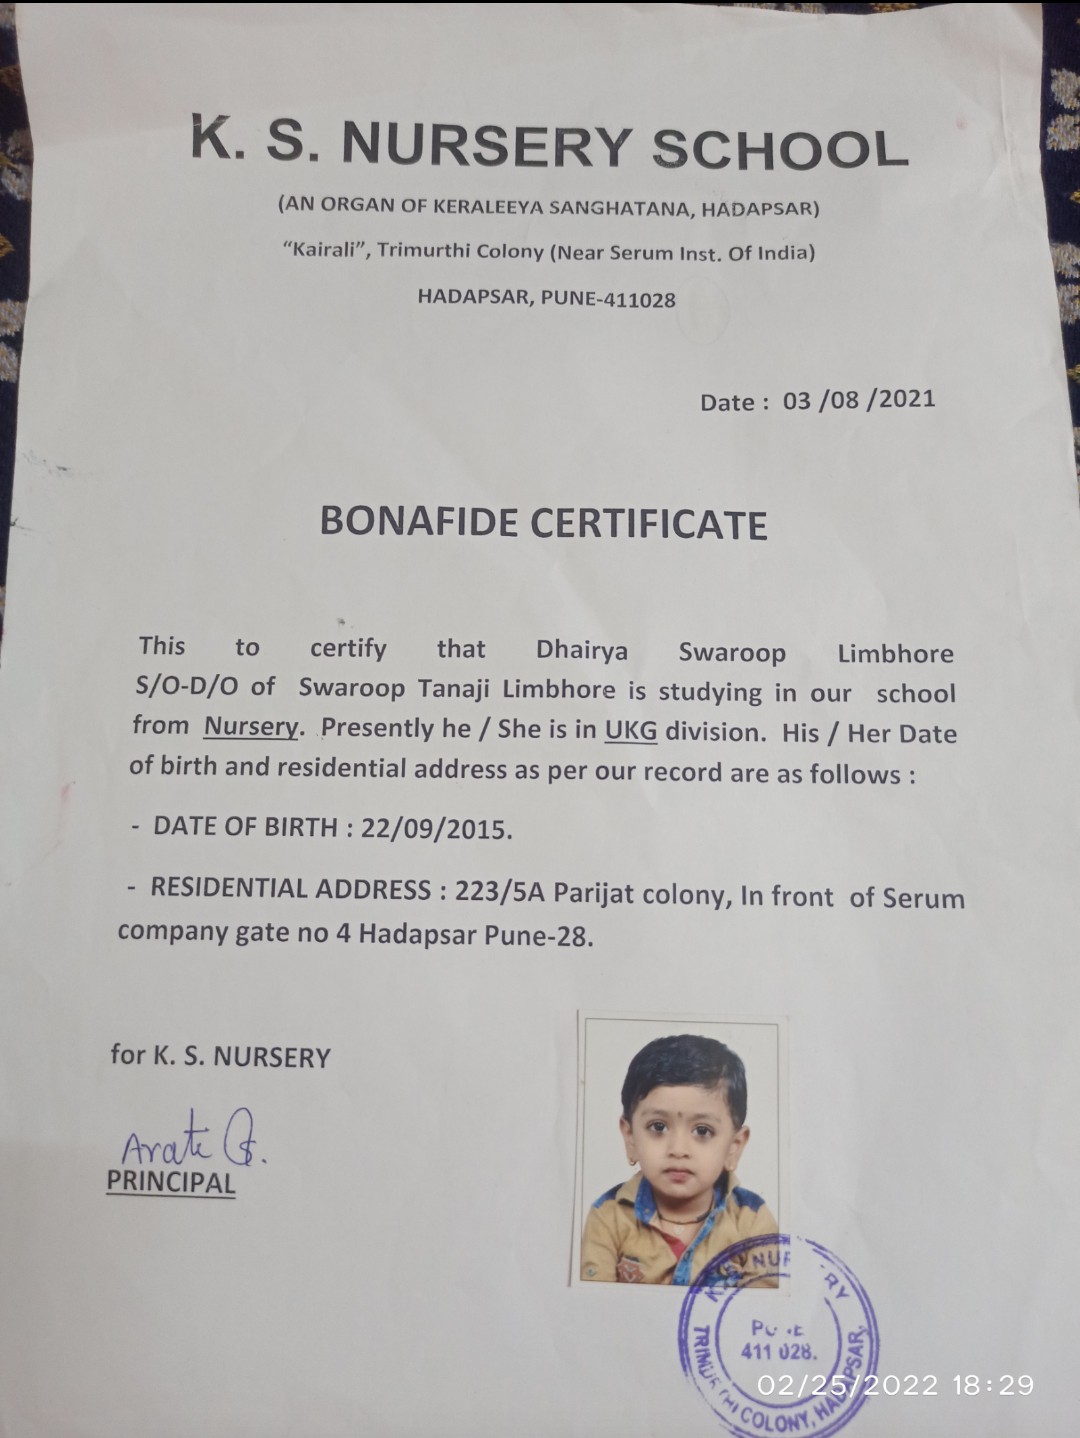 K. S. NURSERY SCHOOL
(AN ORGAN OF KERALEEYA SANGHATANA, HADAPSAR)
“Kairali”, Trimurthi Colony (Near Serum Inst. Of India)
HADAPSAR, PUNE-411028
Date : 03 /08 /2021
BONAFIDE CERTIFICATE
This to certify that Dhairya Swaroop Limbhore
S/O-D/O of Swaroop Tanaji Limbhore is studying in our school
from Nursery. Presently he / She is in UKG division. His / Her Date
of birth and residential address as per our record are as follows :
- DATE OF BIRTH : 22/09/2015.
- RESIDENTIAL ADDRESS : 223/5A Parijat colony, In front of Serum
company gate no 4 Hadapsar Pune-28.
for K. S. NURSERY
Arati
PRINCIPAL
411 028.
COLONY, HADAPSAR,
02/25/2022 18:29